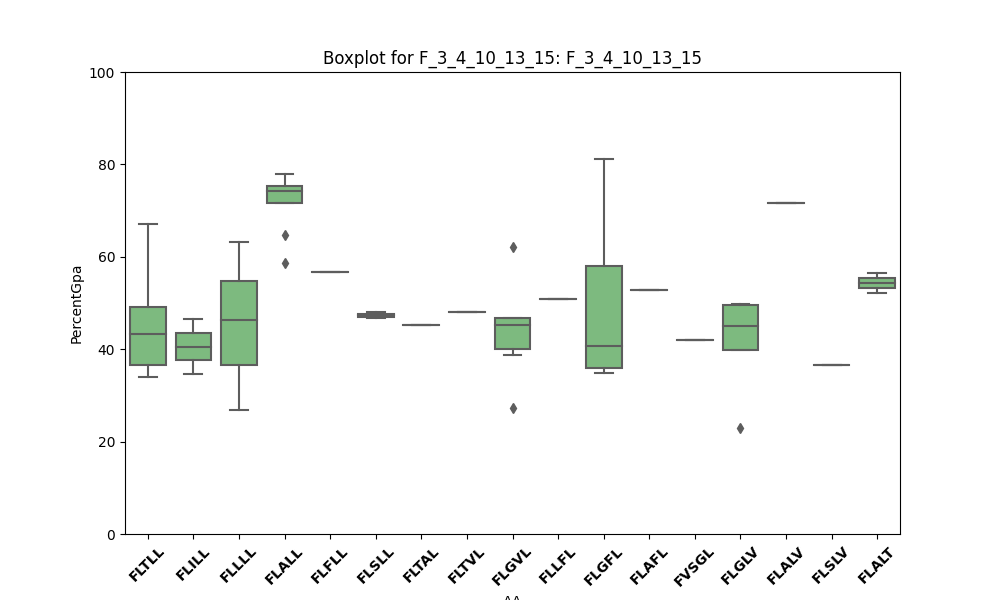 Boxplot for F_3_4_10_13_15: F_3_4_10_13_15
PercentGpa
100
80
60
40
20
0
FLTLL FLILL FLLLL FLALL FLFLL FLSLL FLTAL FLTVL FLGVL FLLFL FLGFL FLAFL FVSGL FLGLV FLALV FLSLV FLALT
AA